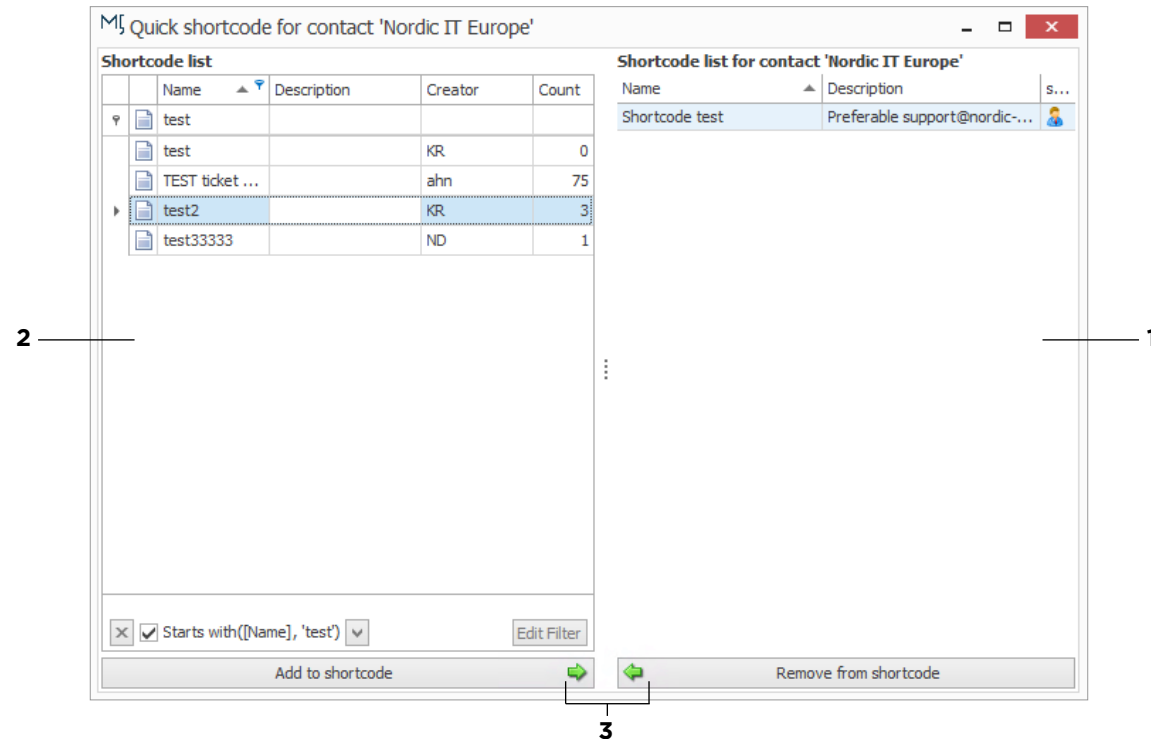 Quick shortcode for contact 'Nordic IT Europe'
Shortcode list
Name Description Creator Count
test
test KR 0
TEST ticket ... ahn 75
test2 KR 3
test33333 ND 1
Starts with([Name], 'test') Edit Filter
Add to shortcode
Shortcode list for contact 'Nordic IT Europe'
Name Description s...
Shortcode test Preferable support@nordic-...
Remove from shortcode
2
1
3